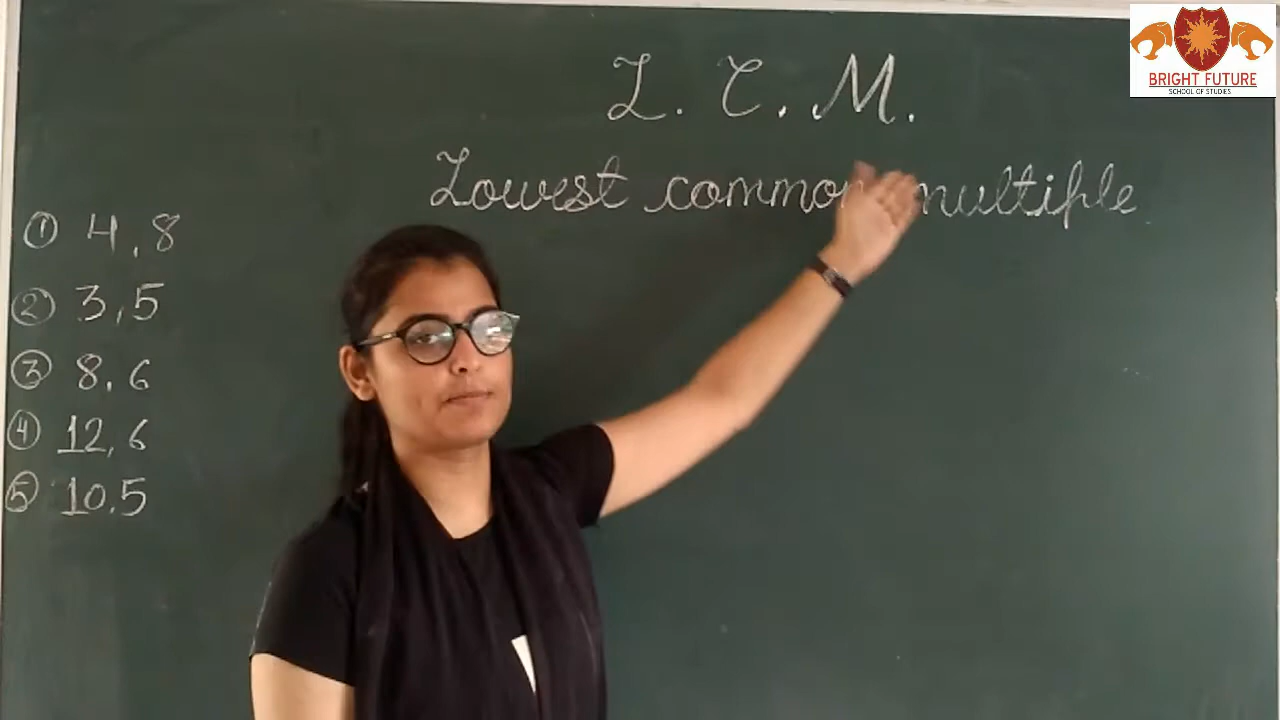 BRIGHT FUTURE
SCHOOL OF STUDIES
L. C. M.
Lowest common multiple
① 4, 8
② 3, 5
③ 8, 6
④ 12, 6
⑤ 10, 5